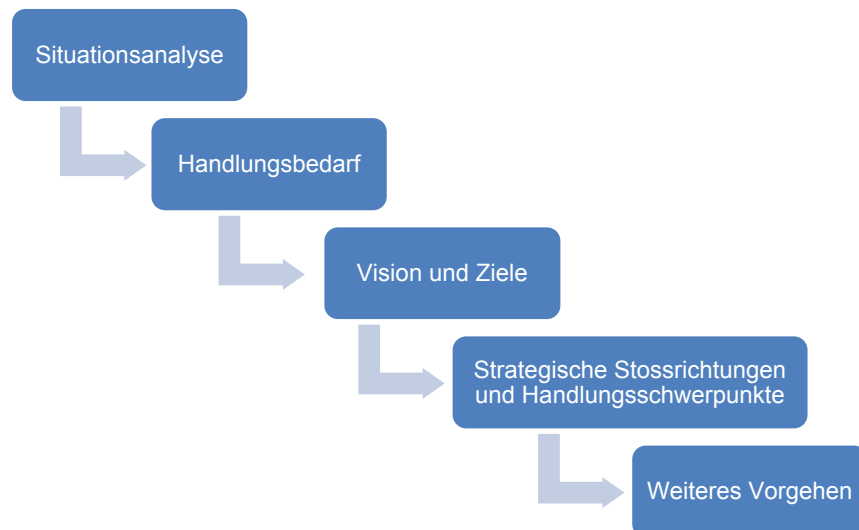 Situationsanalyse
Handlungsbedarf
Vision und Ziele
Strategische Stossrichtungen
und Handlungsschwerpunkte
Weiteres Vorgehen